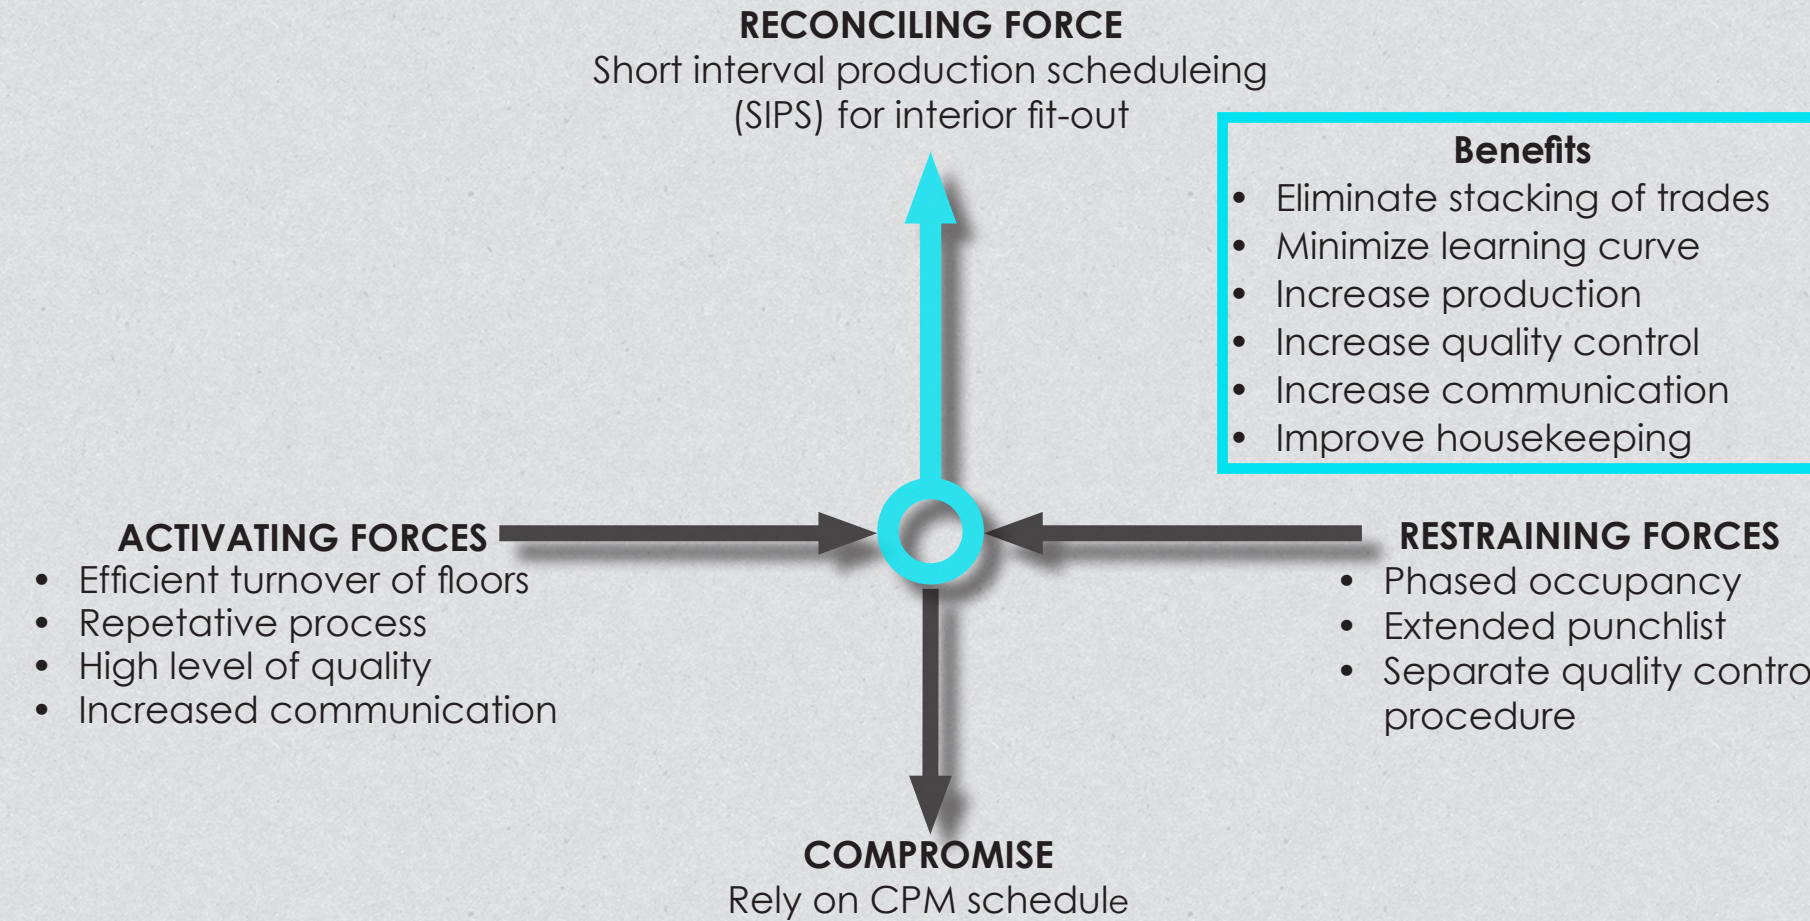 RECONCILING FORCE
Short interval production scheduleing
(SIPS) for interior fit-out
Benefits
• Eliminate stacking of trades
• Minimize learning curve
• Increase production
• Increase quality control
• Increase communication
• Improve housekeeping
ACTIVATING FORCES
• Efficient turnover of floors
• Repetative process
• High level of quality
• Increased communication
RESTRAINING FORCES
• Phased occupancy
• Extended punchlist
• Separate quality contro
procedure
COMPROMISE
Rely on CPM schedule